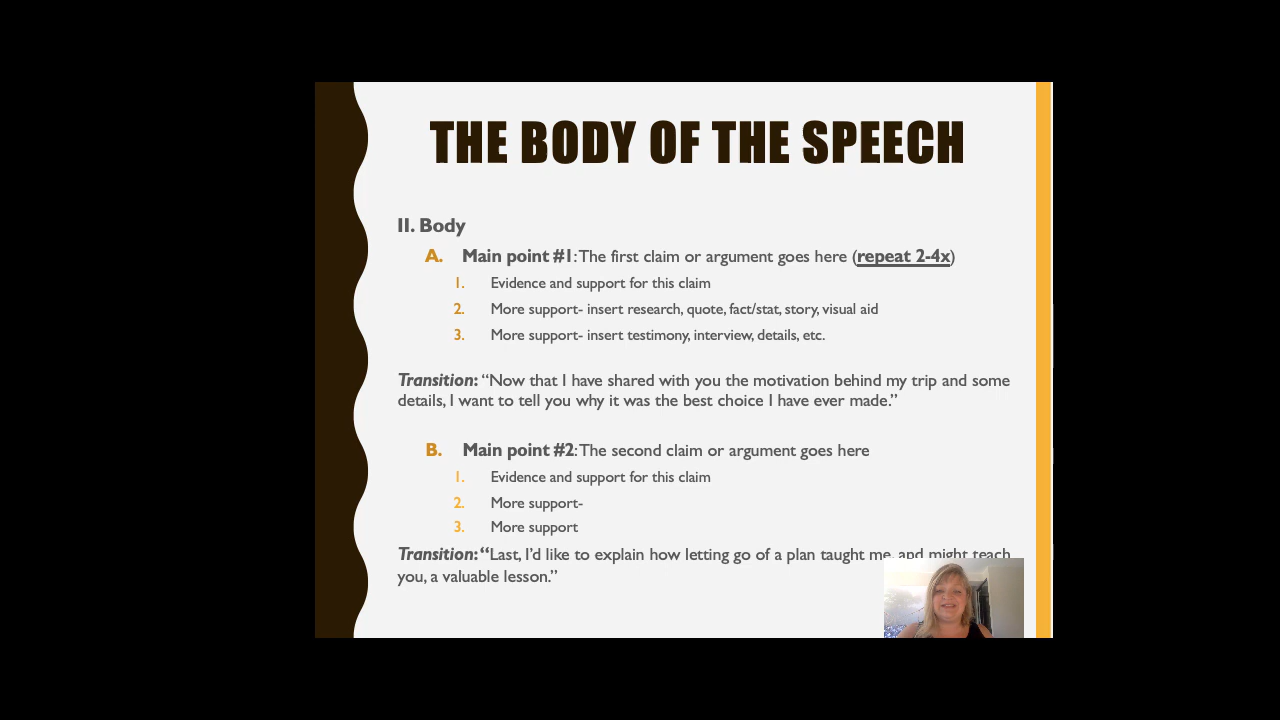 THE BODY OF THE SPEECH
II. Body
A. Main point #1: The first claim or argument goes here (repeat 2-4x)
1. Evidence and support for this claim
2. More support- insert research, quote, fact/stat, story, visual aid
3. More support- insert testimony, interview, details, etc.
Transition: “Now that I have shared with you the motivation behind my trip and some
details, I want to tell you why it was the best choice I have ever made.”
B. Main point #2: The second claim or argument goes here
1. Evidence and support for this claim
2. More support-
3. More support
Transition: “Last, I’d like to explain how letting go of a plan taught me, and might teach
you, a valuable lesson.”